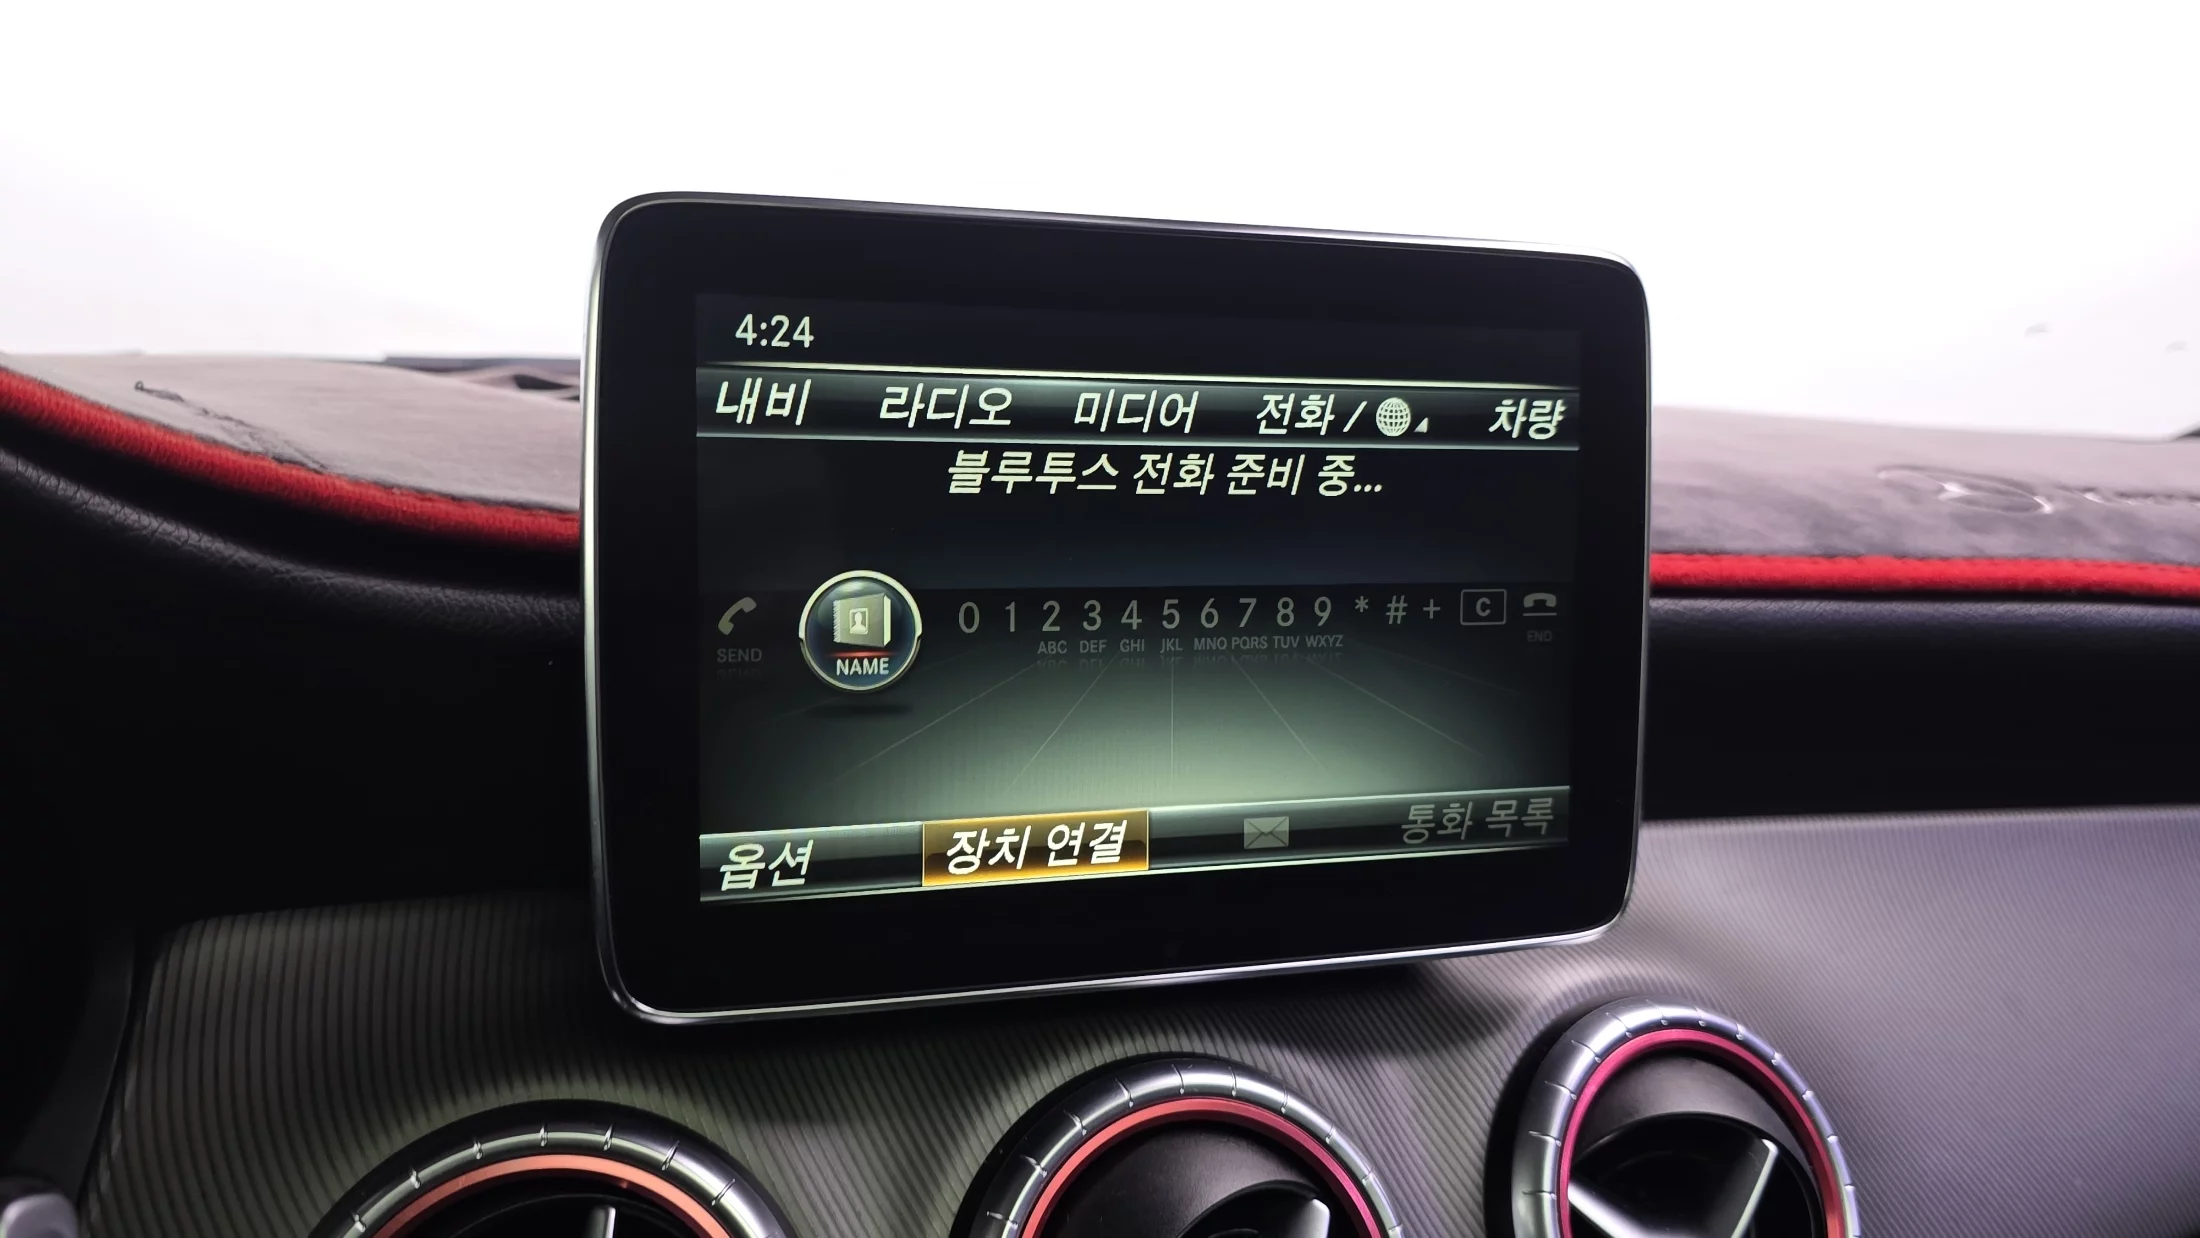 4:24
내비 라디오 미디어 전화 / 차량
블루투스 전화 준비 중...
0 1 2 3 4 5 6 7 8 9 * # + C
ABC DEF GHI JKL MNO PQRS TUV WXYZ
SEND NAME END
옵션 장치 연결 통화 목록